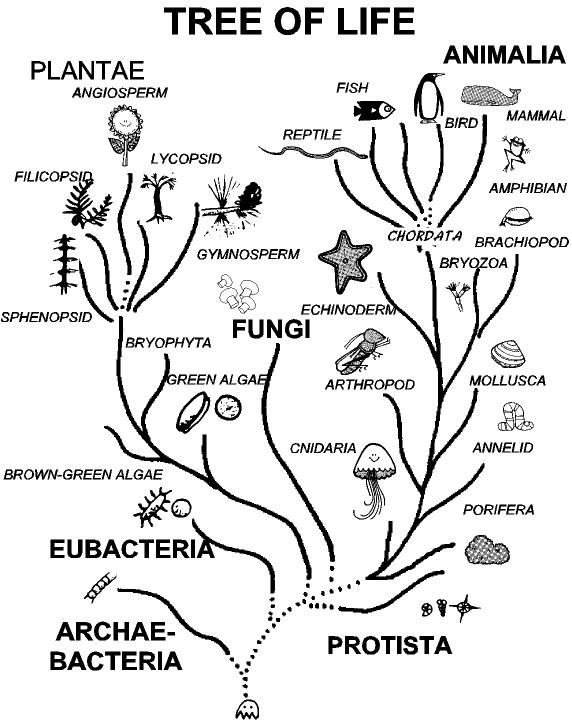 TREE OF LIFE
ANIMALIA
PLANTAE
ANGIOSPERM
FISH
MAMMAL
BIRD
REPTILE
LYCOPSID
FILICOPSID
AMPHIBIAN
CHORDATA
BRACHIOPOD
GYMNOSPERM
BRYOZOA
ECHINODERM
SPHENOPSID
FUNGI
BRYOPHYTA
GREEN ALGAE
ARTHROPOD
MOLLUSCA
CNIDARIA
ANNELID
BROWN-GREEN ALGAE
PORIFERA
EUBACTERIA
ARCHAE-
BACTERIA
PROTISTA